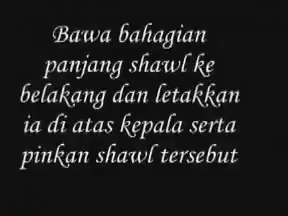 Bawa bahagian
panjang shawl ke
belakang dan letakkan
ia di atas kepala serta
pinkan shawl tersebut